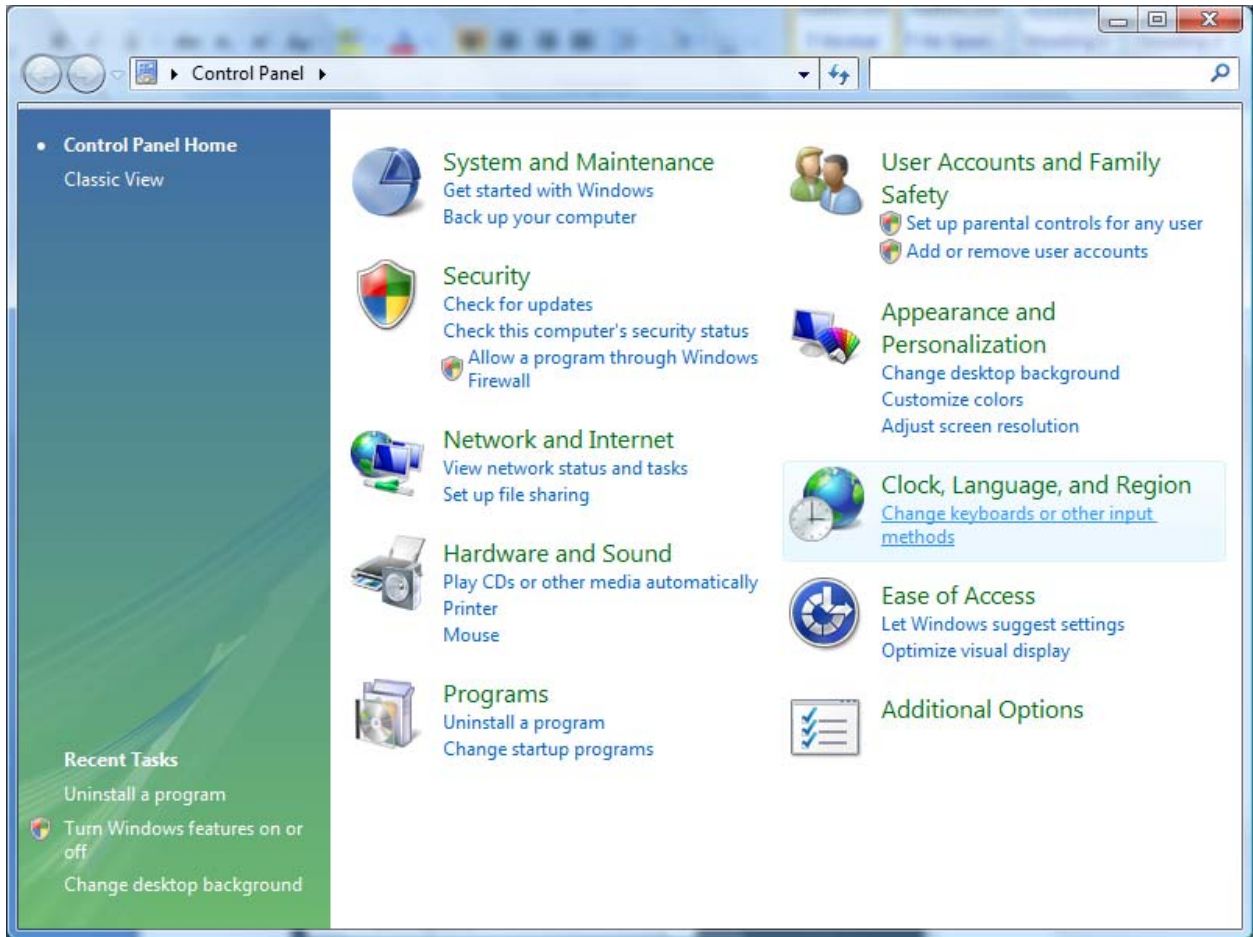 Control Panel
Control Panel Home
Classic View
Recent Tasks
Uninstall a program
Turn Windows features on or
off
Change desktop background
System and Maintenance
Get started with Windows
Back up your computer
Security
Check for updates
Check this computer's security status
Allow a program through Windows
Firewall
Network and Internet
View network status and tasks
Set up file sharing
Hardware and Sound
Play CDs or other media automatically
Printer
Mouse
Programs
Uninstall a program
Change startup programs
User Accounts and Family
Safety
Set up parental controls for any user
Add or remove user accounts
Appearance and
Personalization
Change desktop background
Customize colors
Adjust screen resolution
Clock, Language, and Region
Change keyboards or other input
methods
Ease of Access
Let Windows suggest settings
Optimize visual display
Additional Options